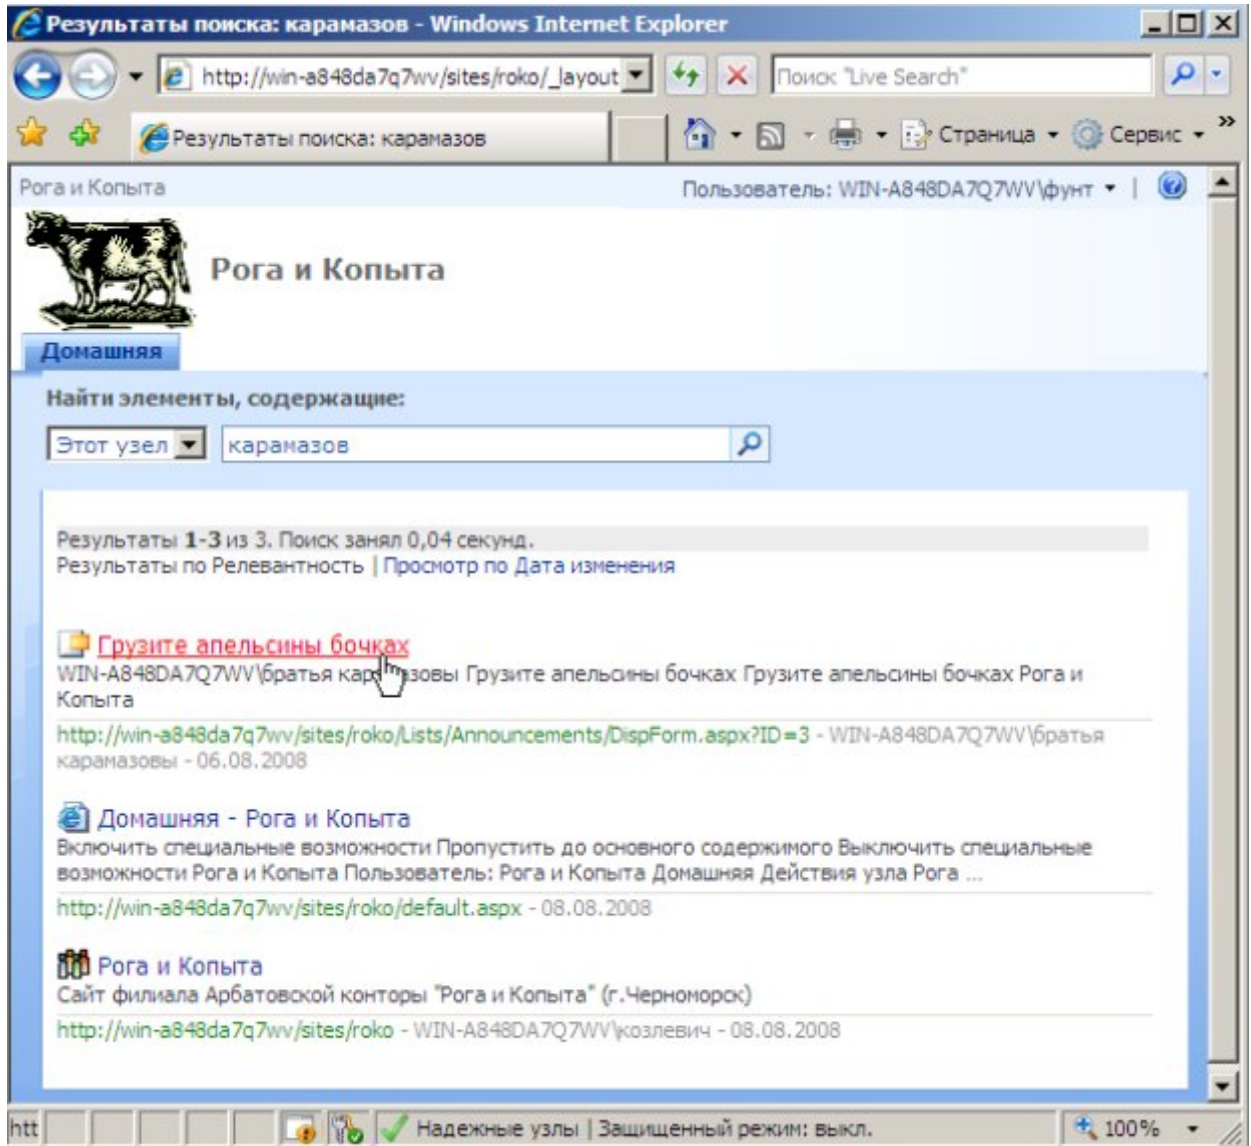 Результаты поиска: карамазов - Windows Internet Explorer
http://win-a848da7q7wv/sites/roko/_layout
Поиск "Live Search"
Результаты поиска: карамазов
Страница
Сервис
»
Рога и Копыта
Пользователь: WIN-A848DA7Q7WV\фунт
Рога и Копыта
Домашняя
Найти элементы, содержащие:
Этот узел
карамазов
Результаты 1-3 из 3. Поиск занял 0,04 секунд.
Результаты по Релевантность | Просмотр по Дата изменения
Грузите апельсины бочках
WIN-A848DA7Q7WV\братья карамазовы Грузите апельсины бочках Грузите апельсины бочках Рога и
Копыта
http://win-a848da7q7wv/sites/roko/Lists/Announcements/DispForm.aspx?ID=3 - WIN-A848DA7Q7WV\братья
карамазовы - 06.08.2008
Домашняя - Рога и Копыта
Включить специальные возможности Пропустить до основного содержимого Выключить специальные
возможности Рога и Копыта Пользователь: Рога и Копыта Домашняя Действия узла Рога ...
http://win-a848da7q7wv/sites/roko/default.aspx - 08.08.2008
Рога и Копыта
Сайт филиала Арбатовской конторы "Рога и Копыта" (г.Черноморск)
http://win-a848da7q7wv/sites/roko - WIN-A848DA7Q7WV\козлевич - 08.08.2008
htt
Надежные узлы | Защищенный режим: выкл.
100%